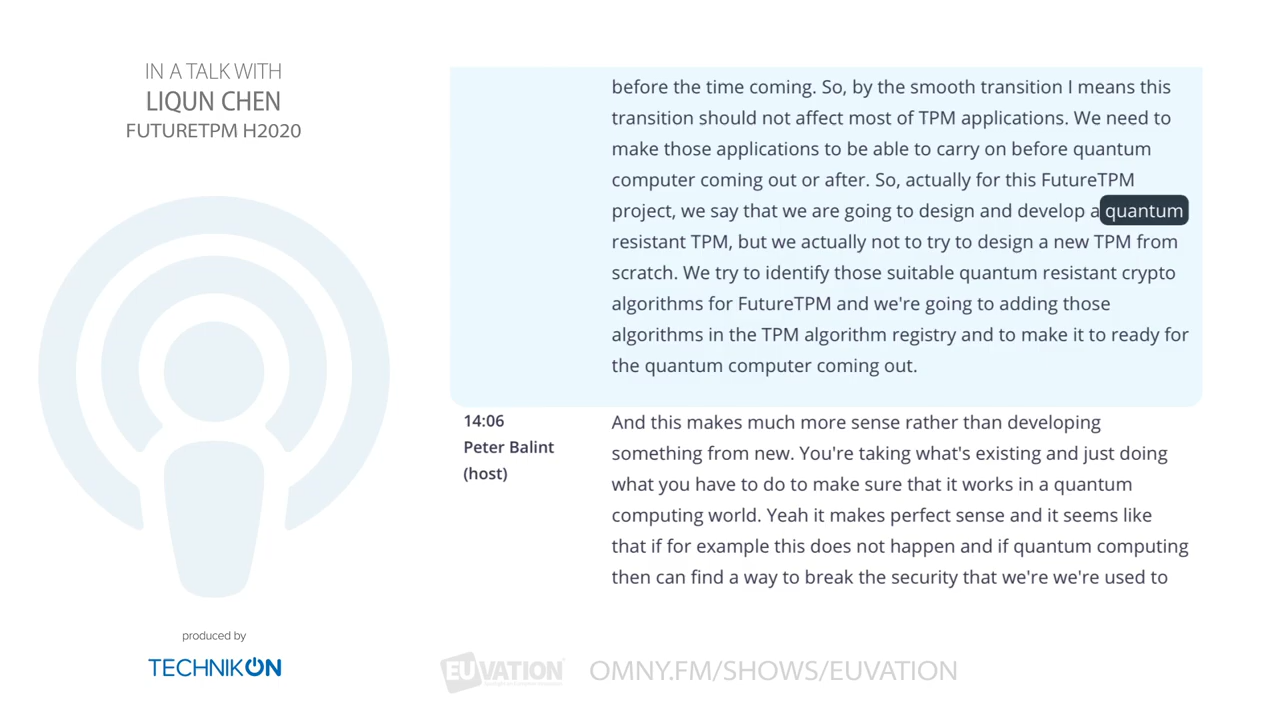 IN A TALK WITH
LIQUN CHEN
FUTURETPM H2020
before the time coming. So, by the smooth transition I means this
transition should not affect most of TPM applications. We need to
make those applications to be able to carry on before quantum
computer coming out or after. So, actually for this FutureTPM
project, we say that we are going to design and develop a quantum
resistant TPM, but we actually not to try to design a new TPM from
scratch. We try to identify those suitable quantum resistant crypto
algorithms for FutureTPM and we're going to adding those
algorithms in the TPM algorithm registry and to make it to ready for
the quantum computer coming out.
14:06
Peter Balint
(host)
And this makes much more sense rather than developing
something from new. You're taking what's existing and just doing
what you have to do to make sure that it works in a quantum
computing world. Yeah it makes perfect sense and it seems like
that if for example this does not happen and if quantum computing
then can find a way to break the security that we're we're used to
produced by
TECHNIKON
EUVATION
OMNY.FM/SHOWS/EUVATION